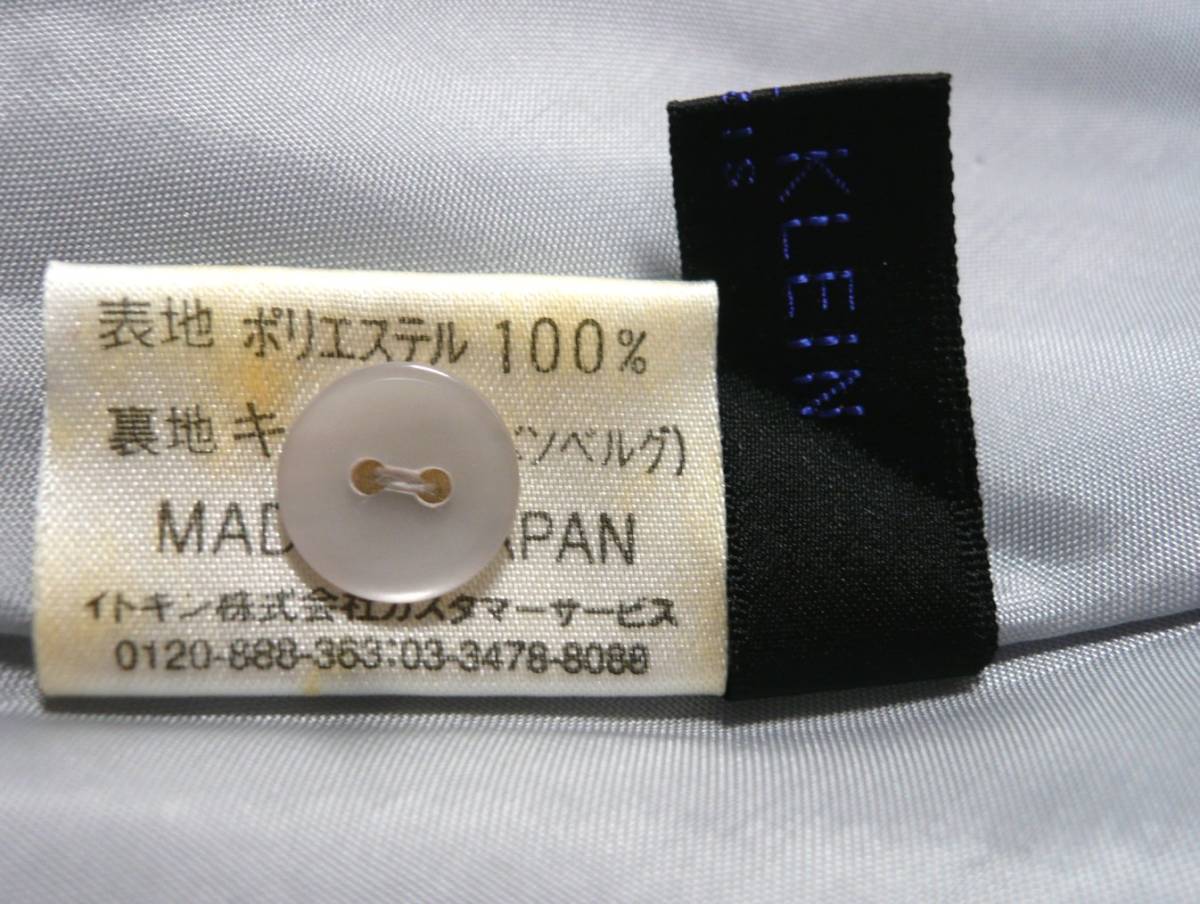 表地 ポリエステル 100%
裏地 キ ベンベルグ)
MAD APAN
イトキン株式会社カスタマーサービス
0120-888-363:03-3478-8088
KLEIN